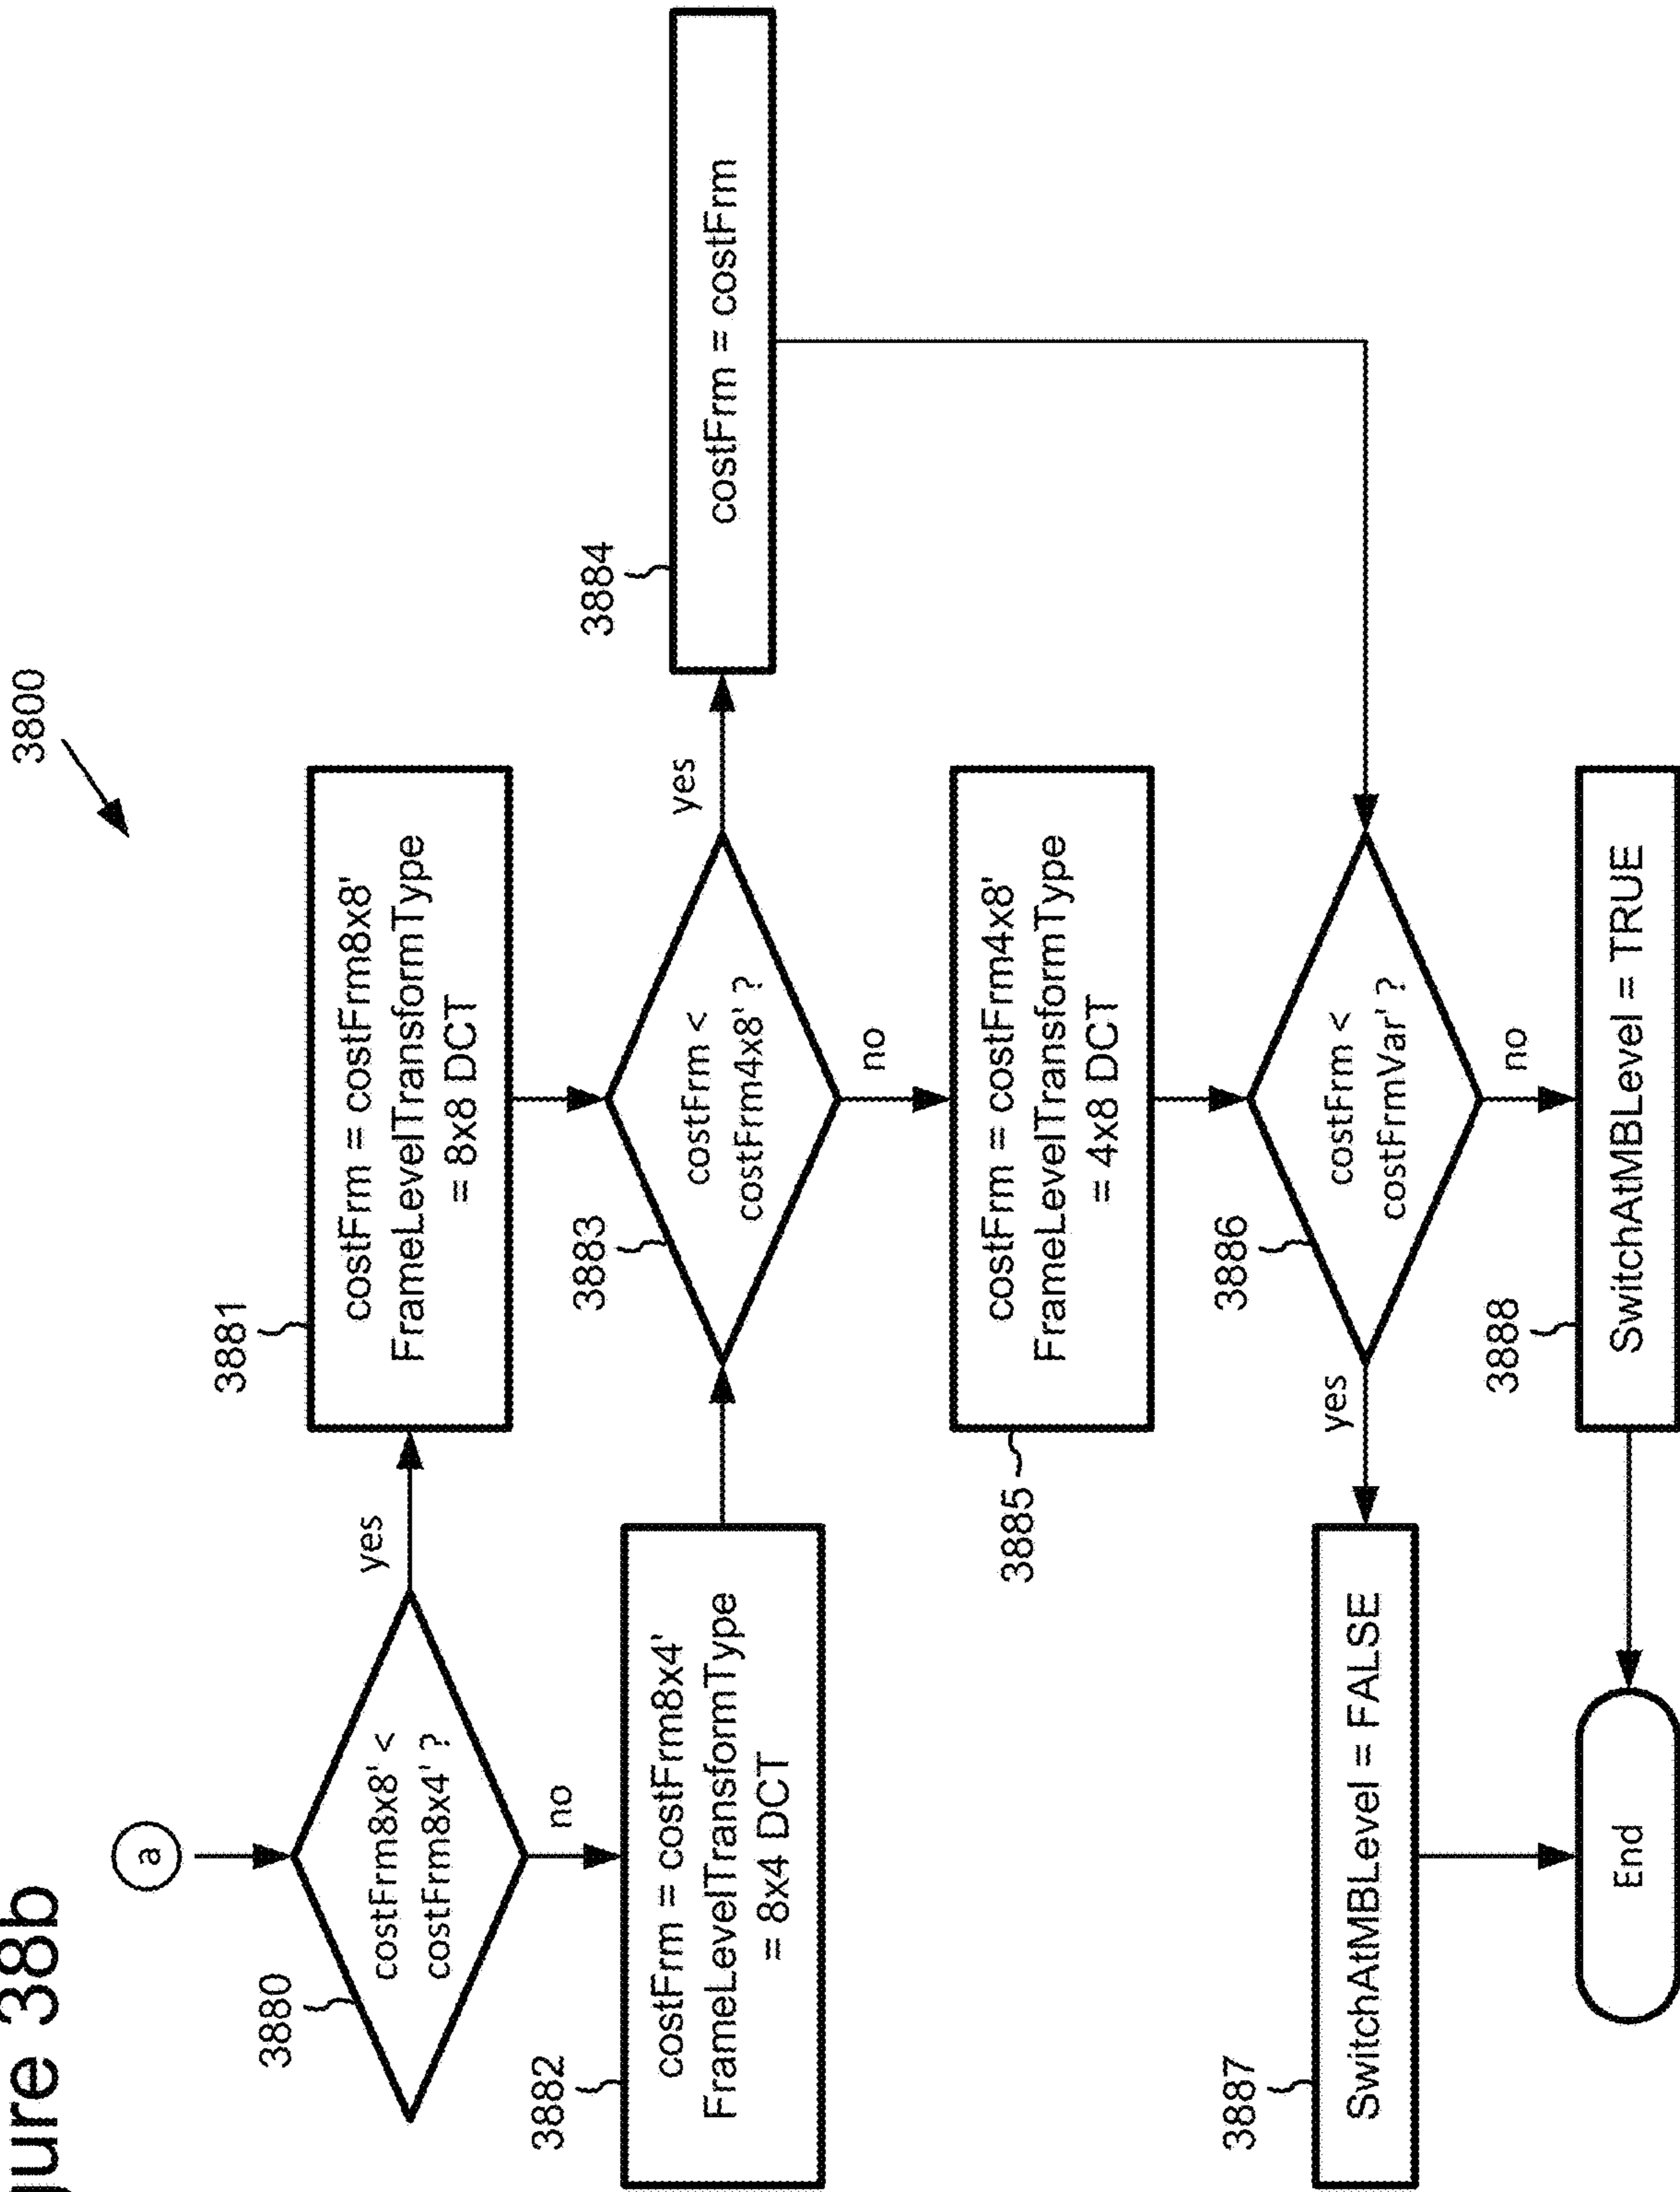 gure 38b
3800
a
3880
costFrm8x8' <
costFrm8x4' ?
yes
no
3881
costFrm = costFrm8x8'
FrameLevelTransformType
= 8x8 DCT
3882
costFrm = costFrm8x4'
FrameLevelTransformType
= 8x4 DCT
3883
costFrm <
costFrm4x8' ?
yes
no
3884
costFrm = costFrm
3885
costFrm = costFrm4x8'
FrameLevelTransformType
= 4x8 DCT
3886
costFrm <
costFrmVar' ?
yes
no
3887
SwitchAtMBLevel = FALSE
3888
SwitchAtMBLevel = TRUE
End